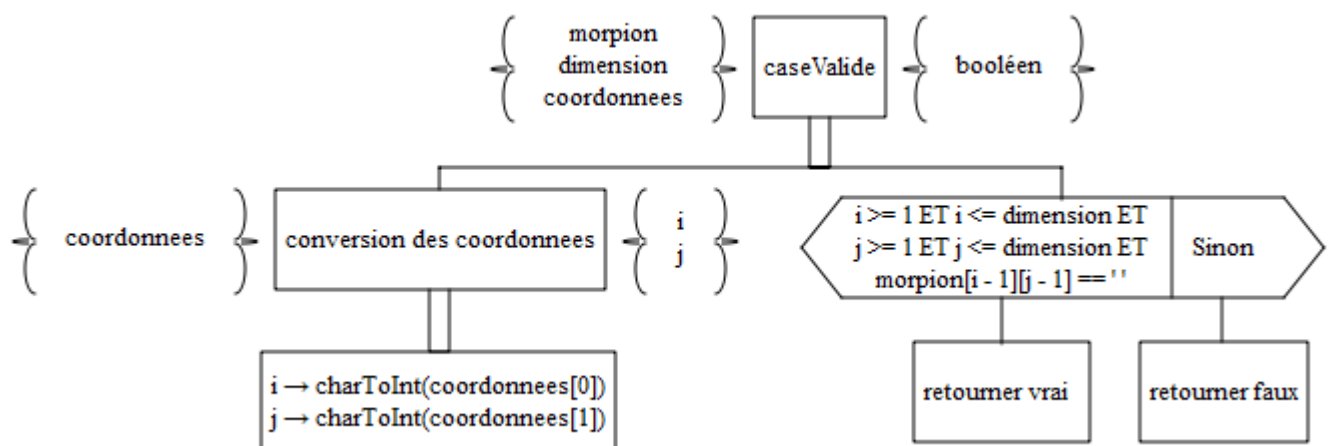 morpion
dimension
coordonnees
caseValide
booléen
coordonnees
conversion des coordonnees
i
j
i >= 1 ET i <= dimension ET
j >= 1 ET j <= dimension ET
morpion[i - 1][j - 1] == ' '
Sinon
i → charToInt(coordonnees[0])
j → charToInt(coordonnees[1])
retourner vrai
retourner faux